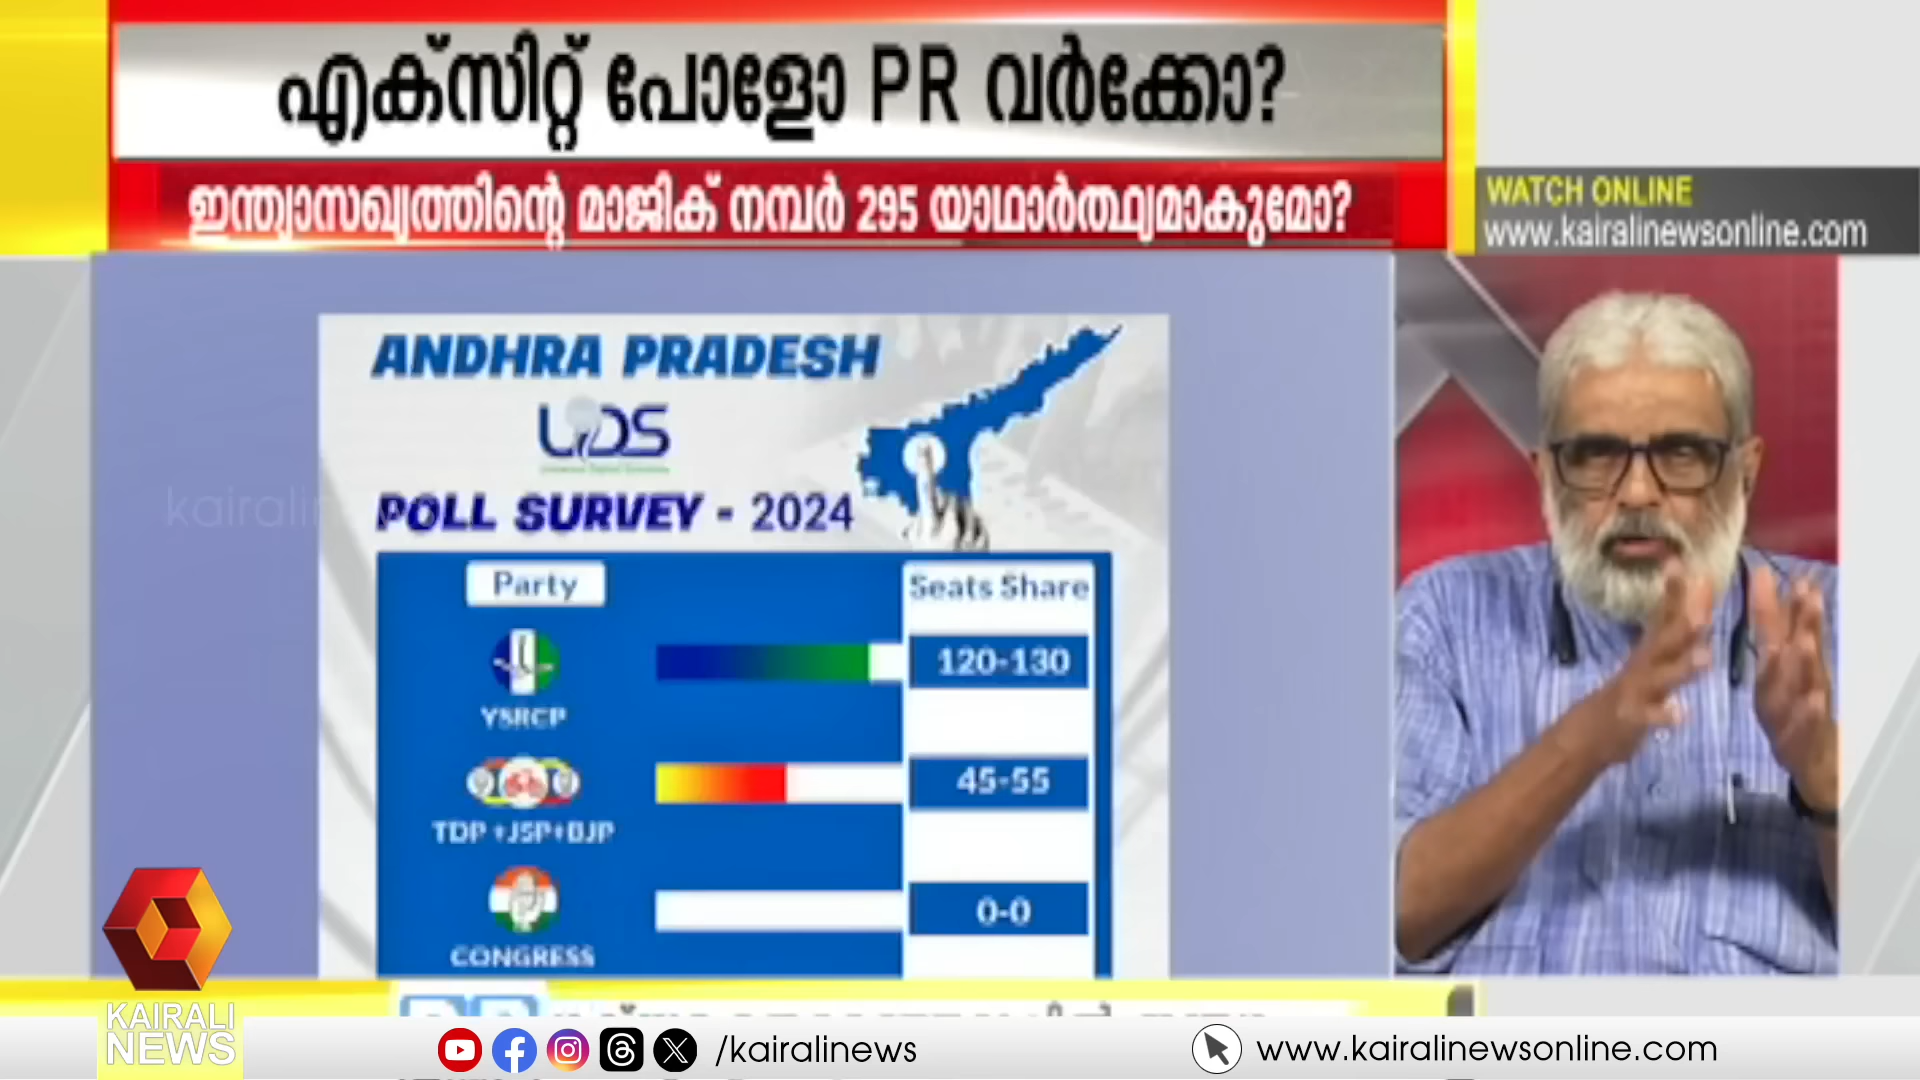 എക്സിറ്റ് പോളോ PR വർക്കോ?
ഇന്ത്യാസഖ്യത്തിന്റെ മാജിക് നമ്പർ 295 യാഥാർത്ഥ്യമാകുമോ?
WATCH ONLINE
www.kairalinewsonline.com
ANDHRA PRADESH
UDS
POLL SURVEY - 2024
kairalin
Party
Seats Share
YSRCP
120-130
TDP +JSP+BJP
45-55
CONGRESS
0-0
KAIRALI
NEWS
/kairalinews
www.kairalinewsonline.com